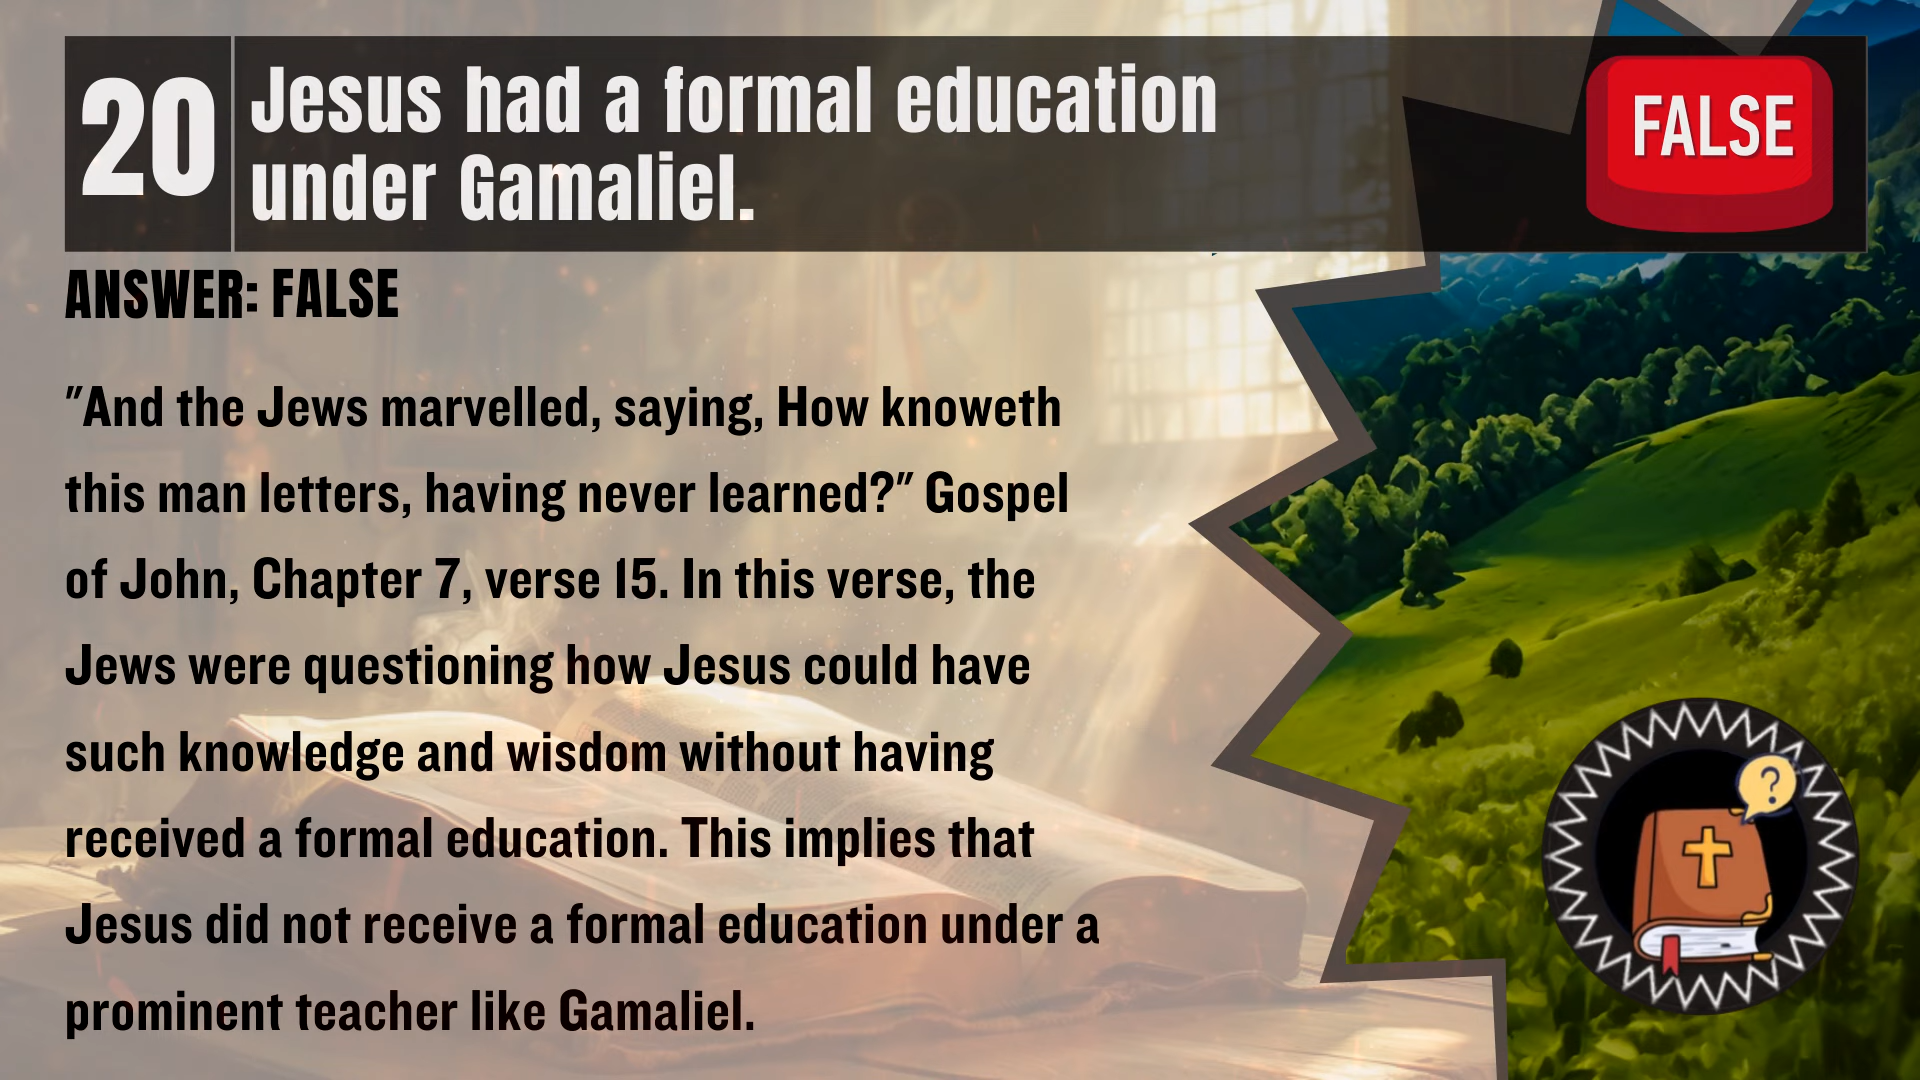 20
Jesus had a formal education
under Gamaliel.
FALSE
ANSWER: FALSE
"And the Jews marvelled, saying, How knoweth
this man letters, having never learned?" Gospel
of John, Chapter 7, verse 15. In this verse, the
Jews were questioning how Jesus could have
such knowledge and wisdom without having
received a formal education. This implies that
Jesus did not receive a formal education under a
prominent teacher like Gamaliel.
?